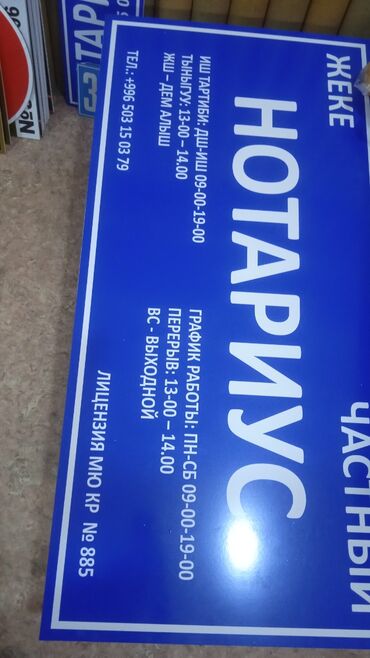 ЖЕКЕ
ЧАСТНЫЙ
НОТАРИУС
ИШ ТАРТИБИ: ДШ-ИШ 09-00-19-00
ТЫНЫГУУ: 13-00 – 14.00
ЖШ – ДЕМ АЛЫШ
ТЕЛ.: +996 503 15 03 79
ГРАФИК РАБОТЫ: ПН-СБ 09-00-19-00
ПЕРЕРЫВ: 13-00 – 14.00
ВС - ВЫХОДНОЙ
ЛИЦЕНЗИЯ МЮ КР № 885